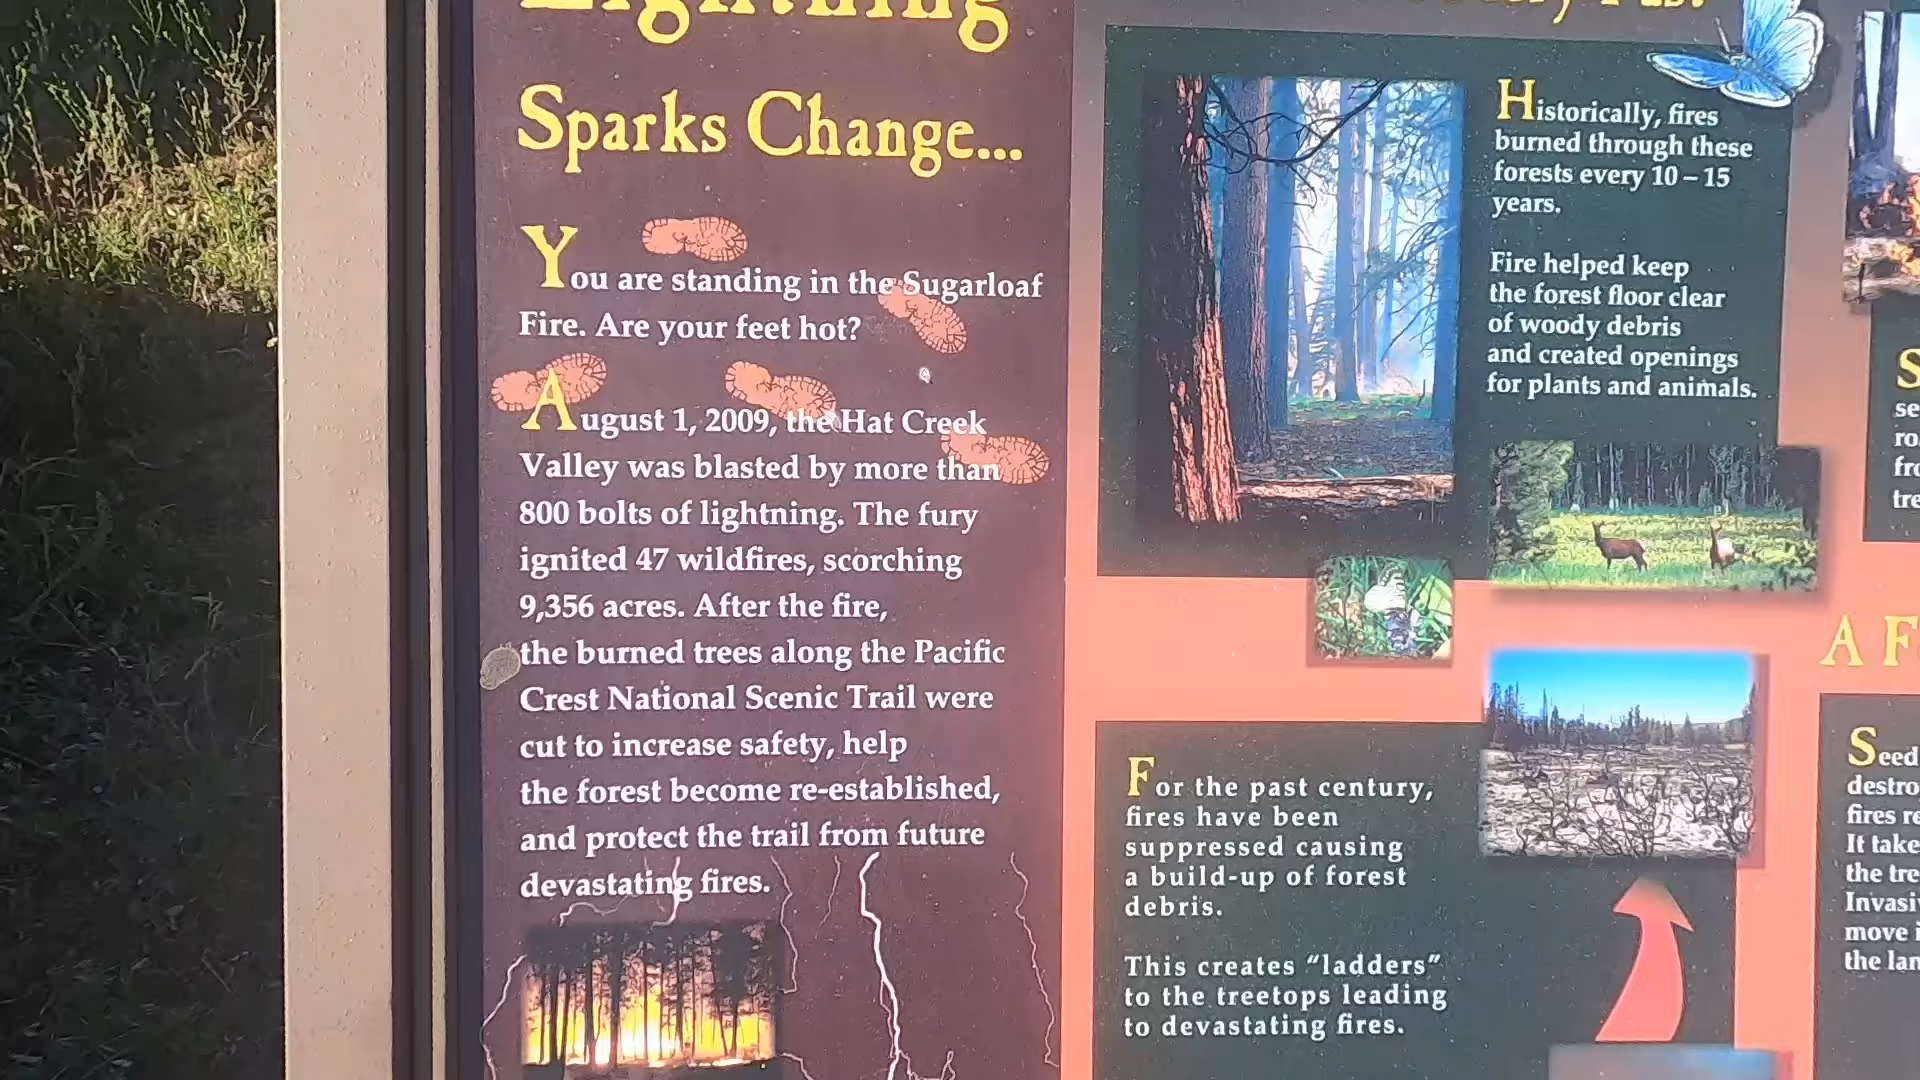 Lightning
Sparks Change...
You are standing in the Sugarloaf
Fire. Are your feet hot?
August 1, 2009, the Hat Creek
Valley was blasted by more than
800 bolts of lightning. The fury
ignited 47 wildfires, scorching
9,356 acres. After the fire,
the burned trees along the Pacific
Crest National Scenic Trail were
cut to increase safety, help
the forest become re-established,
and protect the trail from future
devastating fires.
Historically, fires
burned through these
forests every 10 – 15
years.
Fire helped keep
the forest floor clear
of woody debris
and created openings
for plants and animals.
For the past century,
fires have been
suppressed causing
a build-up of forest
debris.
This creates “ladders”
to the treetops leading
to devastating fires.
A
Seed
fires
It take
the
move
the